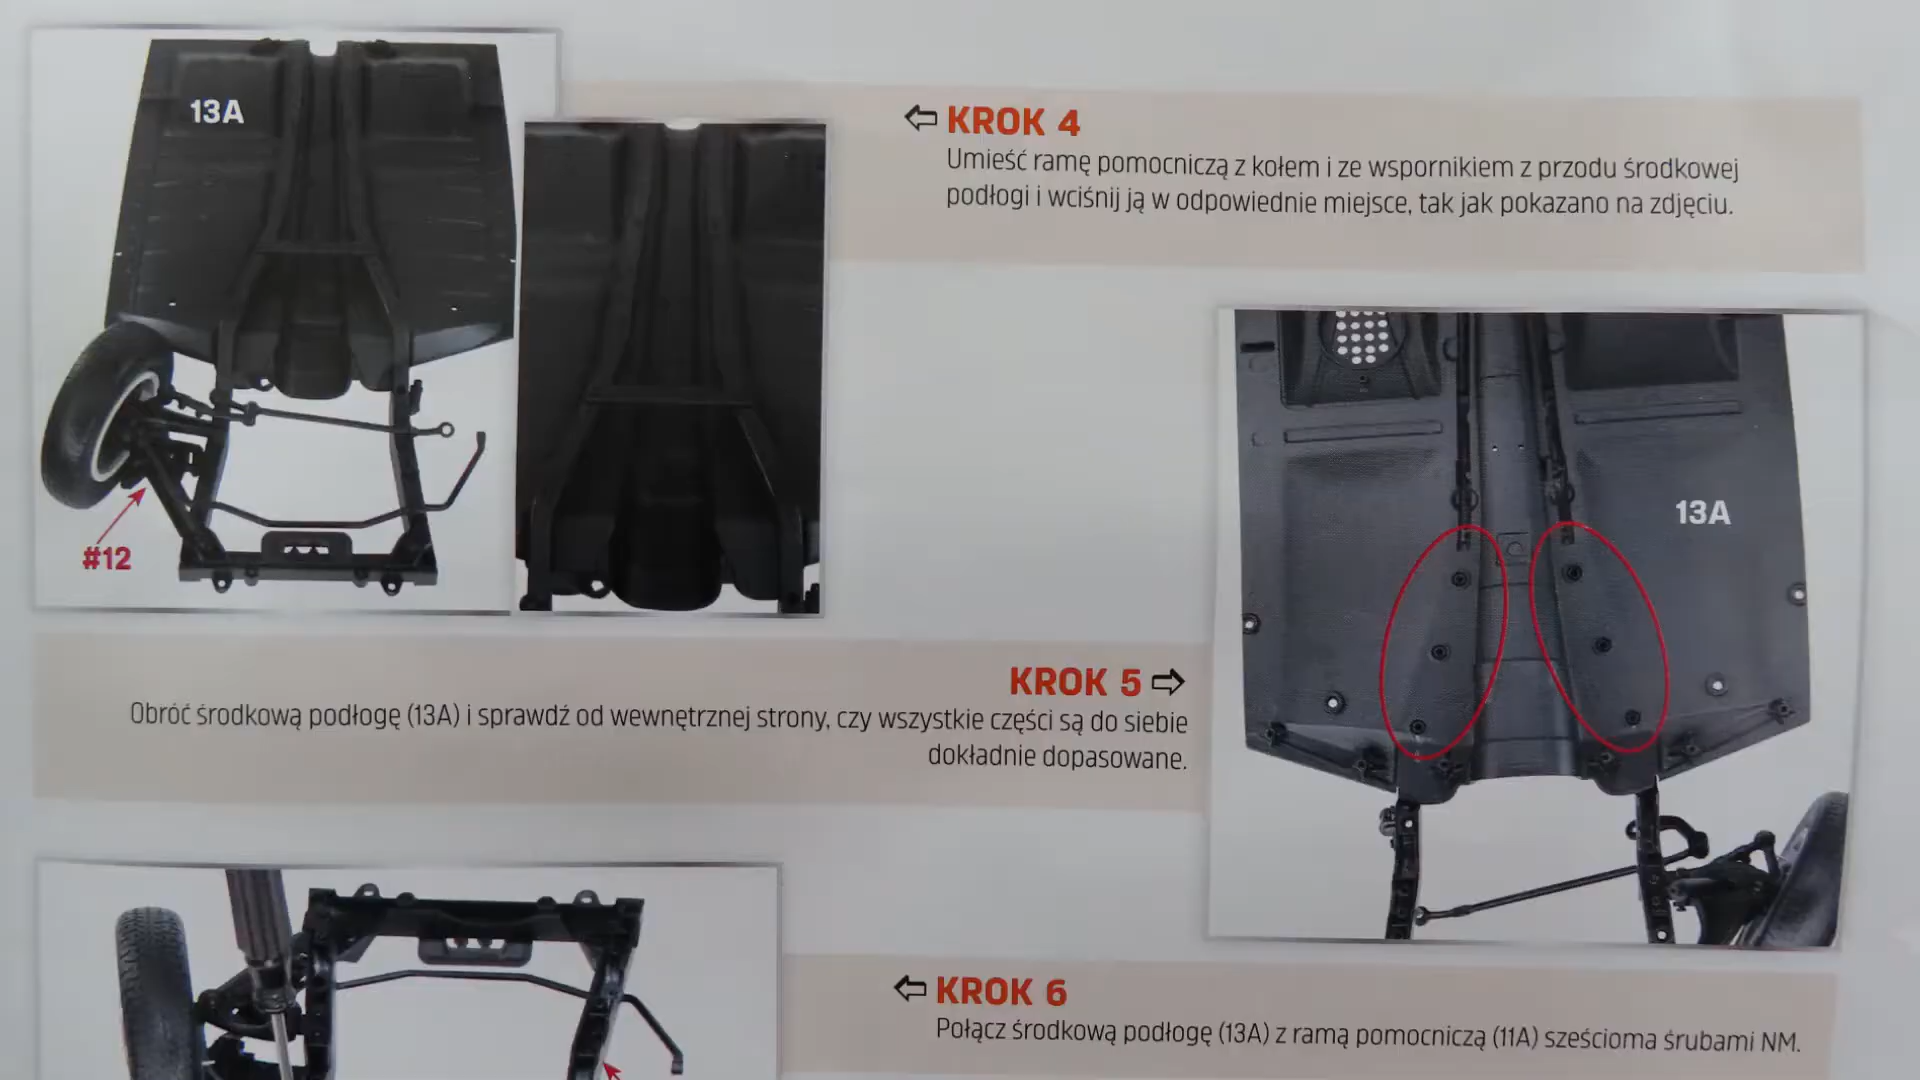 13A
#12
KROK 4
Umieść ramę pomocniczą z kołem i ze wspornikiem z przodu środkowej
podłogi i wciśnij ją w odpowiednie miejsce, tak jak pokazano na zdjęciu.
13A
KROK 5
Obróć środkową podłogę (13A) i sprawdź od wewnętrznej strony, czy wszystkie części są do siebie
dokładnie dopasowane.
KROK 6
Połącz środkową podłogę (13A) z ramą pomocniczą (11A) sześcioma śrubami NM.